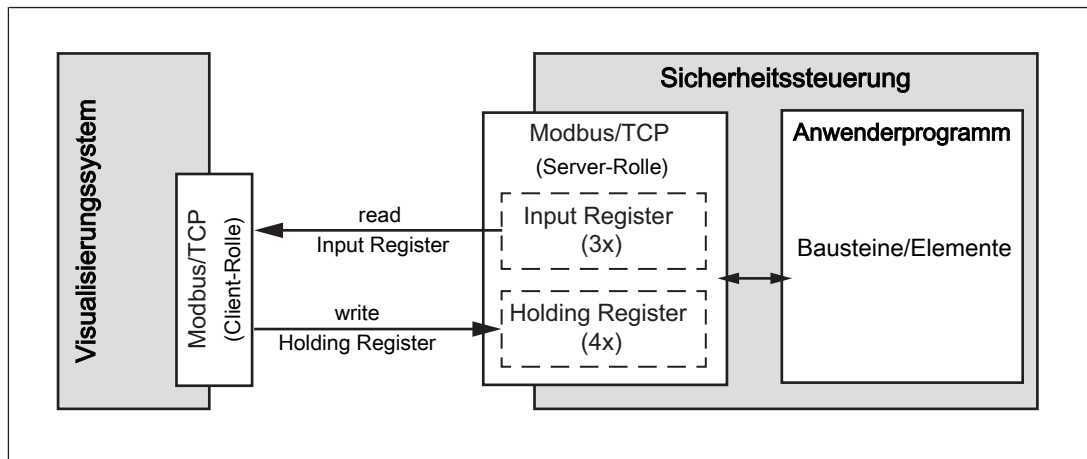 Visualisierungssystem
Modbus/TCP
(Client-Rolle)
read
Input Register
write
Holding Register
Sicherheitssteuerung
Modbus/TCP
(Server-Rolle)
Input Register
(3x)
Holding Register
(4x)
Anwenderprogramm
Bausteine/Elemente